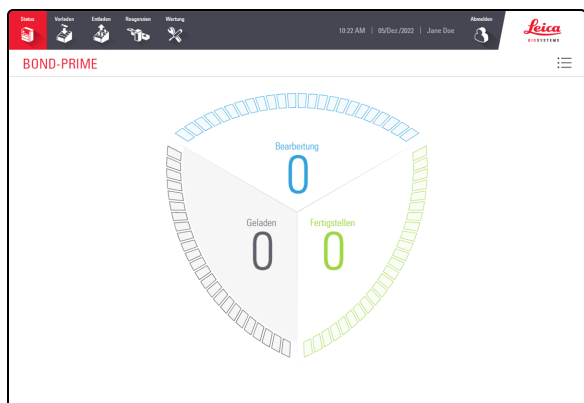 Status Vorladen Entladen Reagenzien Wartung
10:22 AM | 05/Dez./2022 | Jane Doe
Abmelden
Leica
BIOSYSTEMS
BOND-PRIME
Bearbeitung
0
Geladen
0
Fertigstellen
0